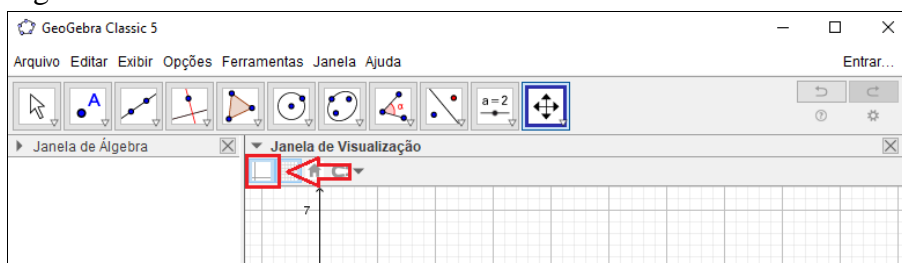 GeoGebra Classic 5
Arquivo Editar Exibir Opções Ferramentas Janela Ajuda Entrar...
A α a=2
Janela de Álgebra Janela de Visualização
7